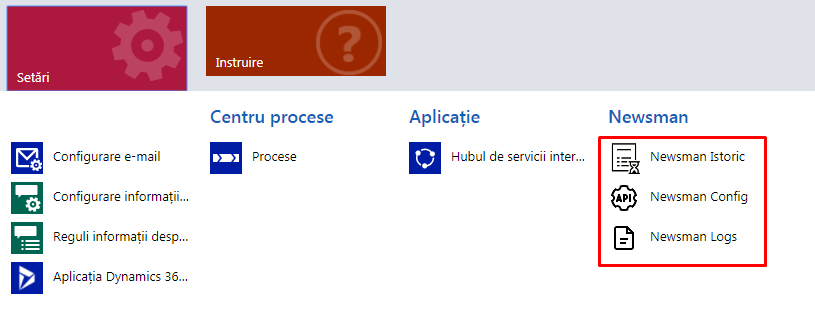 Setări
Instruire
Centru procese
Aplicație
Newsman
Configurare e-mail
Procese
Hubul de servicii inter...
Newsman Istoric
Configurare informații...
API
Newsman Config
Reguli informații desp...
Newsman Logs
Aplicația Dynamics 36...